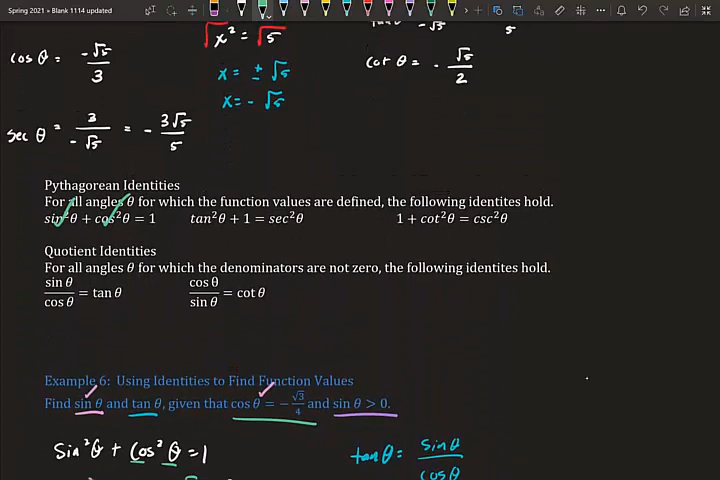 Spring 2021 » Blank 1114 updated
√x² = √5
-√5
5
cos θ = -√5/3
x = ± √5
cot θ = - √5/2
x = - √5
sec θ = 3/-√5 = - 3√5/5
Pythagorean Identities
For all angles θ for which the function values are defined, the following identites hold.
sin²θ + cos²θ = 1 tan²θ + 1 = sec²θ 1 + cot²θ = csc²θ
Quotient Identities
For all angles θ for which the denominators are not zero, the following identites hold.
sin θ/cos θ = tan θ cos θ/sin θ = cot θ
Example 6: Using Identities to Find Function Values
Find sin θ and tan θ, given that cos θ = -√3/4 and sin θ > 0.
Sin²θ + Cos²θ = 1
tan θ = sin θ/cos θ